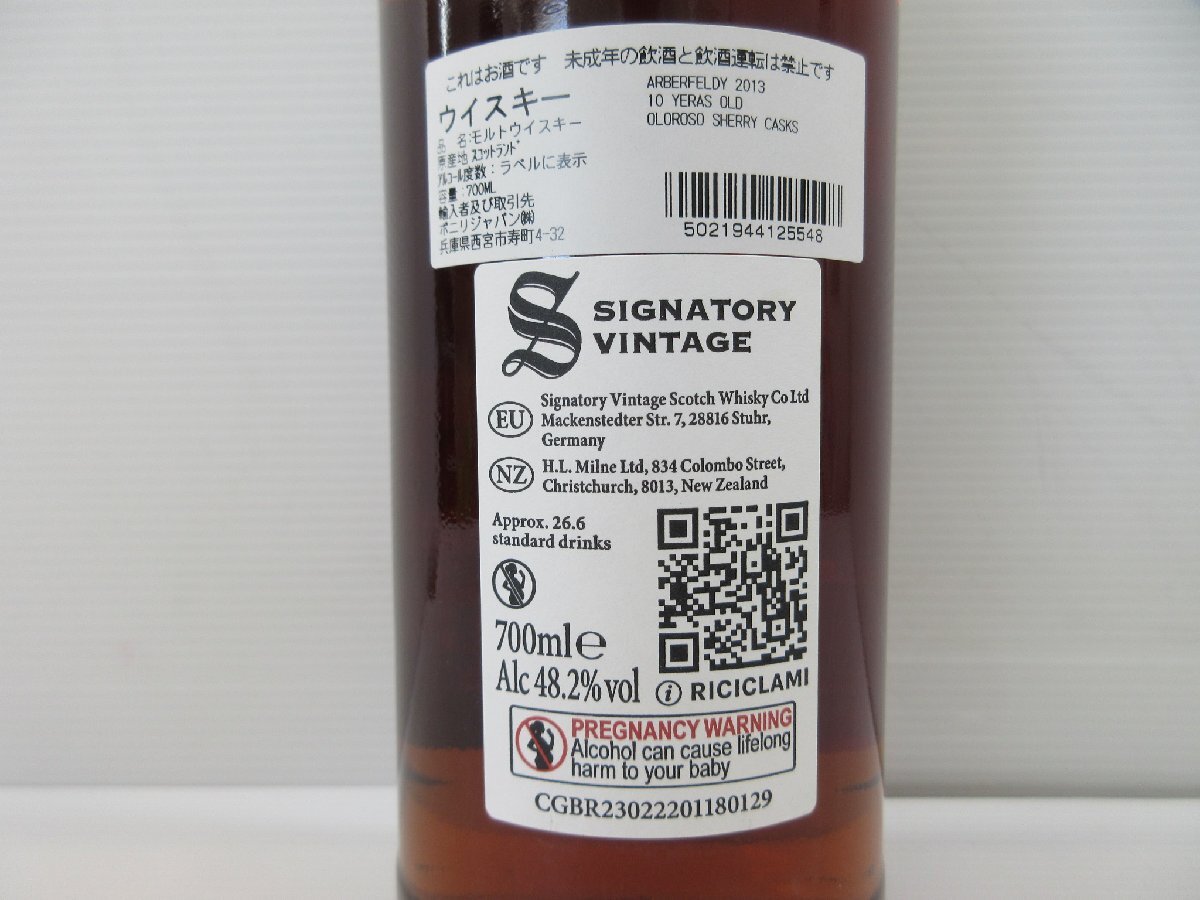 これはお酒です 未成年の飲酒と飲酒運転は禁止です
ウイスキー
品 名:モルトウイスキー
原産地 スコットランド
アルコール度数:ラベルに表示
容量:700ML
輸入者及び取引先
ボニリジャパン㈱
兵庫県西宮市寿町4-32
ARBERFELDY 2013
10 YERAS OLD
OLOROSO SHERRY CASKS
5021944125548
S SIGNATORY
VINTAGE
EU Signatory Vintage Scotch Whisky Co Ltd
Mackenstedter Str. 7, 28816 Stuhr,
Germany
NZ H.L. Milne Ltd, 834 Colombo Street,
Christchurch, 8013, New Zealand
Approx. 26.6
standard drinks
700ml℮
Alc 48.2%vol
i RICICLAMI
PREGNANCY WARNING
Alcohol can cause lifelong
harm to your baby
CGBR23022201180129